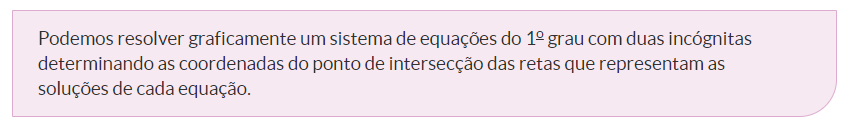 Podemos resolver graficamente um sistema de equações do 1º grau com duas incógnitas
determinando as coordenadas do ponto de intersecção das retas que representam as
soluções de cada equação.